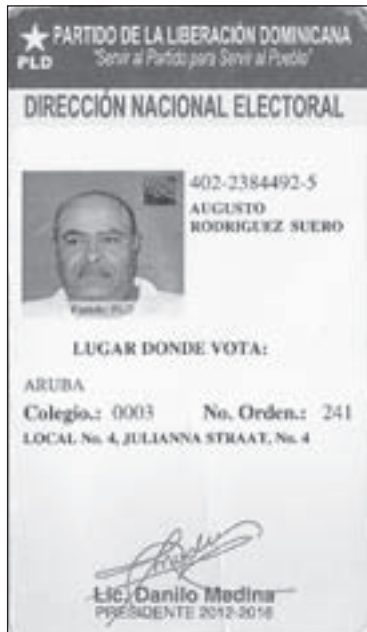 PARTIDO DE LA LIBERACIÓN DOMINICANA
PLD
"Servir al Partido para Servir al Pueblo"
DIRECCIÓN NACIONAL ELECTORAL
402-2384492-5
AUGUSTO
RODRIGUEZ SUERO
LUGAR DONDE VOTA:
ARUBA
Colegio.: 0003 No. Orden.: 241
LOCAL No. 4, JULIANNA STRAAT, No. 4
Lic. Danilo Medina
PRESIDENTE 2012-2016